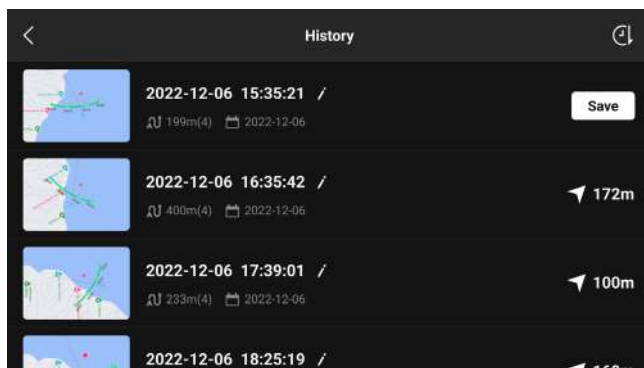 History
2022-12-06 15:35:21
199m(4) 2022-12-06
Save
2022-12-06 16:35:42
400m(4) 2022-12-06
172m
2022-12-06 17:39:01
233m(4) 2022-12-06
100m
2022-12-06 18:25:19